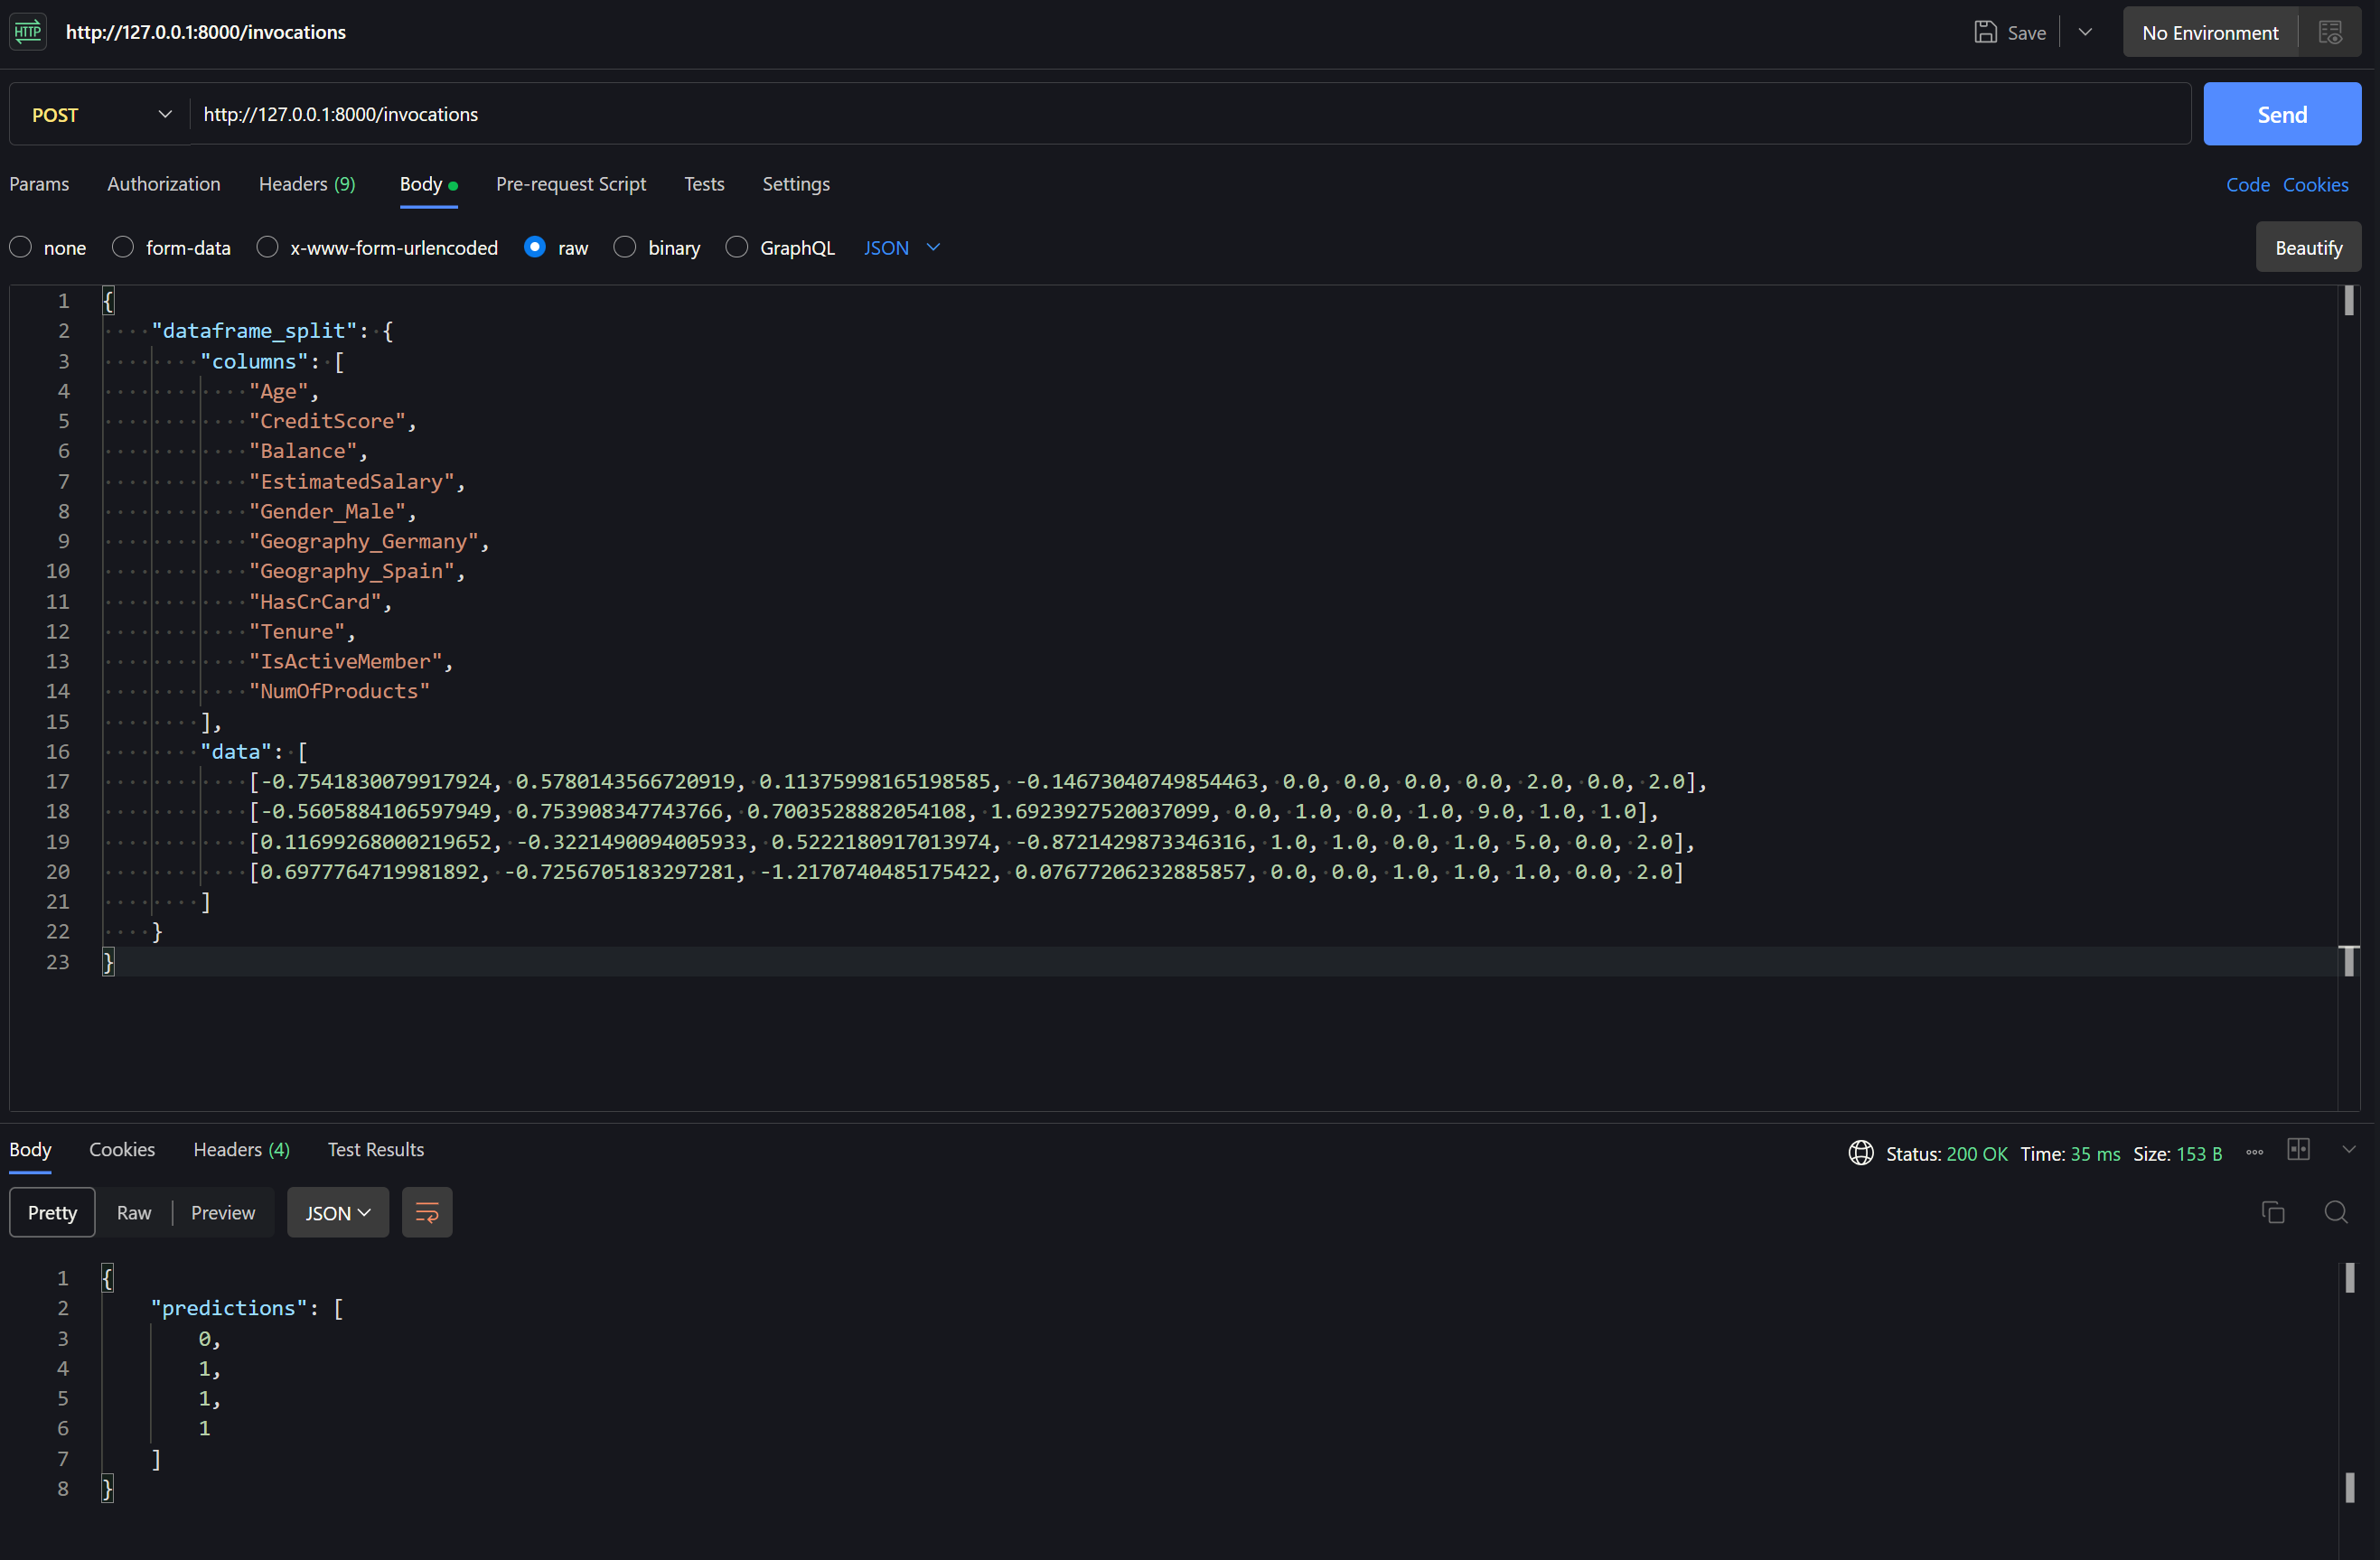 HTTP http://127.0.0.1:8000/invocations Save No Environment
POST http://127.0.0.1:8000/invocations Send
Params Authorization Headers (9) Body Pre-request Script Tests Settings Code Cookies
none form-data x-www-form-urlencoded raw binary GraphQL JSON Beautify
1 {
2 "dataframe_split": {
3 "columns": [
4 "Age",
5 "CreditScore",
6 "Balance",
7 "EstimatedSalary",
8 "Gender_Male",
9 "Geography_Germany",
10 "Geography_Spain",
11 "HasCrCard",
12 "Tenure",
13 "IsActiveMember",
14 "NumOfProducts"
15 ],
16 "data": [
17 [-0.7541830079917924, 0.5780143566720919, 0.11375998165198585, -0.14673040749854463, 0.0, 0.0, 0.0, 0.0, 2.0, 0.0, 2.0],
18 [-0.5605884106597949, 0.753908347743766, 0.7003528882054108, 1.6923927520037099, 0.0, 1.0, 0.0, 1.0, 9.0, 1.0, 1.0],
19 [0.11699268000219652, -0.3221490094005933, 0.5222180917013974, -0.8721429873346316, 1.0, 1.0, 0.0, 1.0, 5.0, 0.0, 2.0],
20 [0.6977764719981892, -0.7256705183297281, -1.2170740485175422, 0.07677206232885857, 0.0, 0.0, 1.0, 1.0, 1.0, 0.0, 2.0]
21 ]
22 }
23 }
Body Cookies Headers (4) Test Results Status: 200 OK Time: 35 ms Size: 153 B
Pretty Raw Preview JSON
1 {
2 "predictions": [
3 0,
4 1,
5 1,
6 1
7 ]
8 }